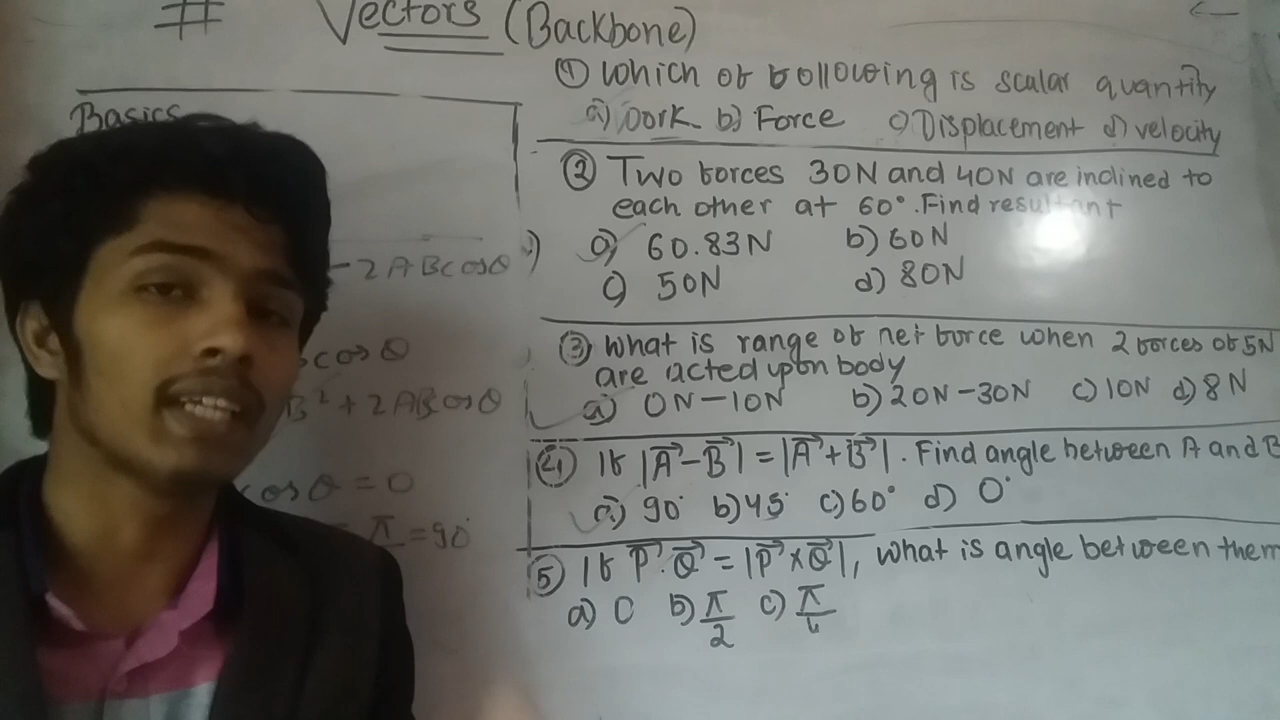 # Vectors (Backbone)
Basics
- 2ABcosθ
cosθ
B² + 2ABcosθ
cosθ = 0
= π = 90°
① Which of following is scalar quantity
a) work b) Force c) Displacement d) velocity
② Two forces 30N and 40N are inclined to
each other at 60°. Find resultant
a) 60.83N b) 60N
c) 50N d) 80N
③ What is range of net force when 2 forces of 5N
are acted upon body
a) 0N-10N b) 20N-30N c) 10N d) 8N
④ If |A⃗-B⃗| = |A⃗+B⃗|. Find angle between A and B
a) 90° b) 45° c) 60° d) 0°
⑤ If P⃗.Q⃗ = |P⃗×Q⃗|, what is angle between them
a) 0 b) π/2 c) π/4